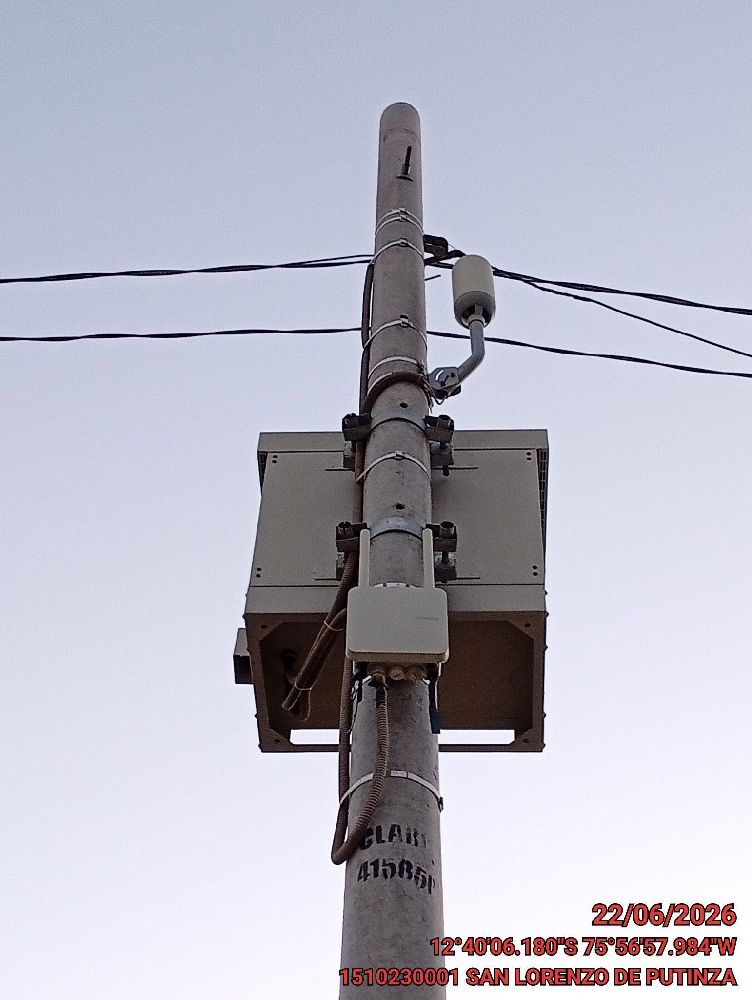 CLARO
41585P
22/06/2026
12°40'06.180"S 75°56'57.984"W
1510230001 SAN LORENZO DE PUTINZA